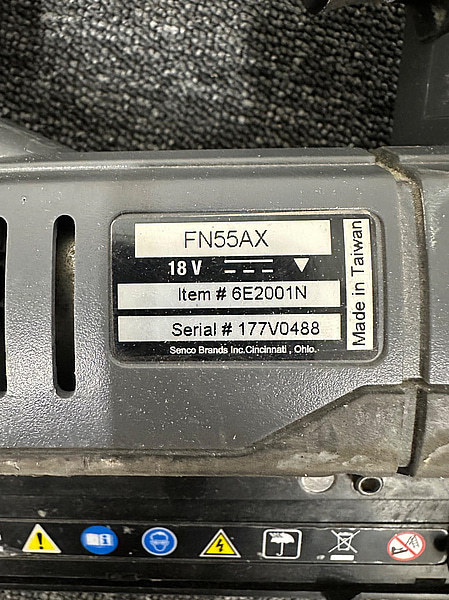 FN55AX
18 V
Item # 6E2001N
Serial # 177V0488
Senco Brands Inc.Cincinnati , Ohio.
Made in Taiwan